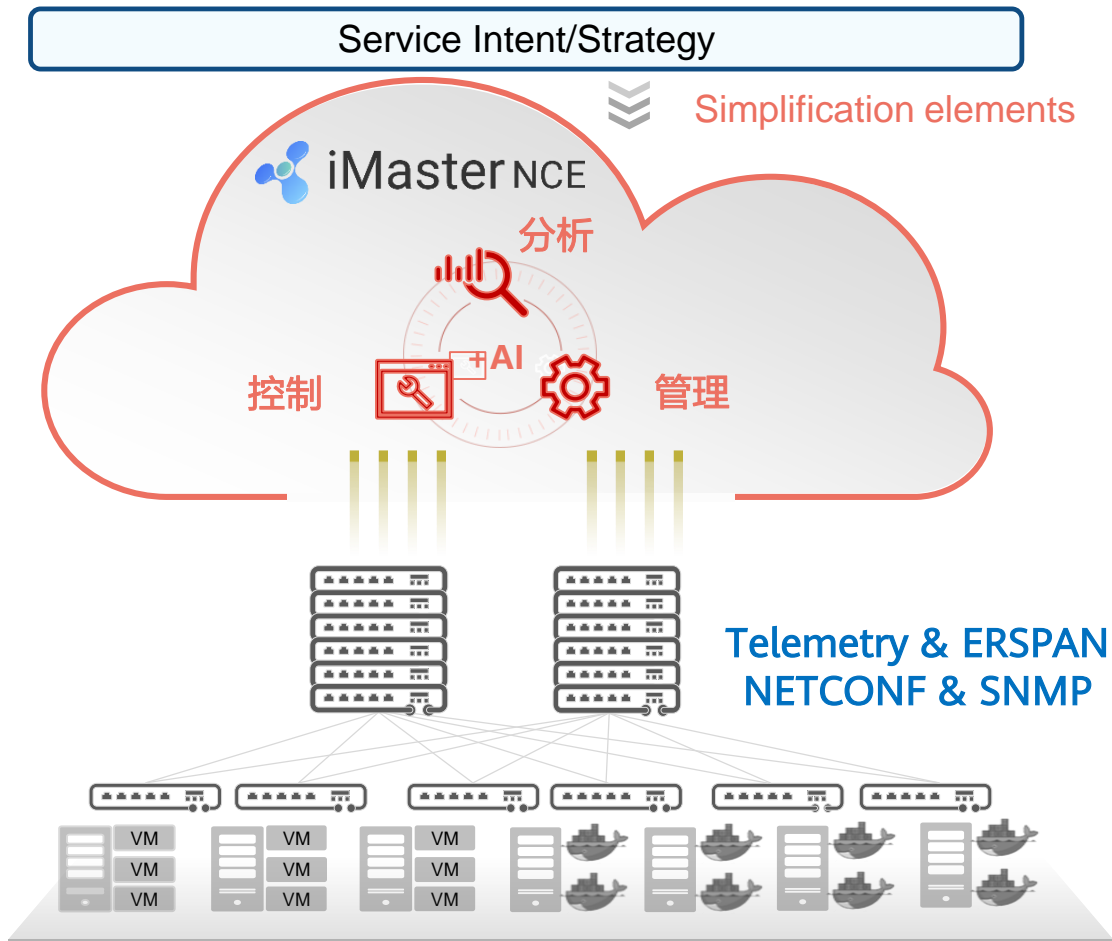 Service Intent/Strategy
Simplification elements
iMaster NCE
分析
+AI
控制
管理
Telemetry & ERSPAN
NETCONF & SNMP
VM VM VM
VM VM VM
VM VM VM